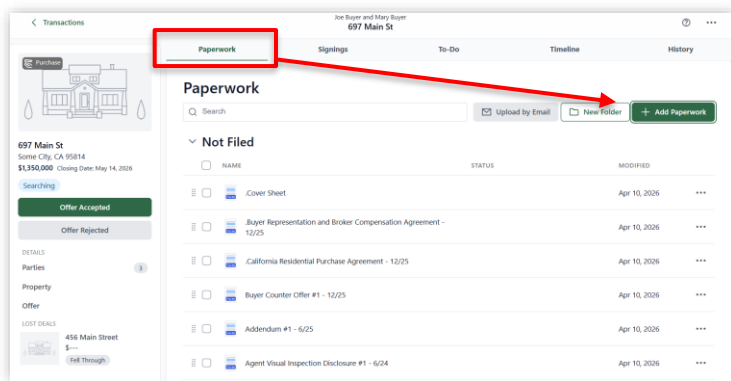 Transactions
Joe Buyer and Mary Buyer
697 Main St
Paperwork
Signings
To-Do
Timeline
History
Purchase
697 Main St
Some City, CA 95814
$1,350,000 Closing Date: May 14, 2026
Searching
Offer Accepted
Offer Rejected
DETAILS
Parties 3
Property
Offer
LOST DEALS
456 Main Street
$---
Fell Through
Paperwork
Search
Upload by Email
New Folder
+ Add Paperwork
Not Filed
NAME STATUS MODIFIED
.Cover Sheet Apr 10, 2026
.Buyer Representation and Broker Compensation Agreement -
12/25 Apr 10, 2026
.California Residential Purchase Agreement - 12/25 Apr 10, 2026
Buyer Counter Offer #1 - 12/25 Apr 10, 2026
Addendum #1 - 6/25 Apr 10, 2026
Agent Visual Inspection Disclosure #1 - 6/24 Apr 10, 2026